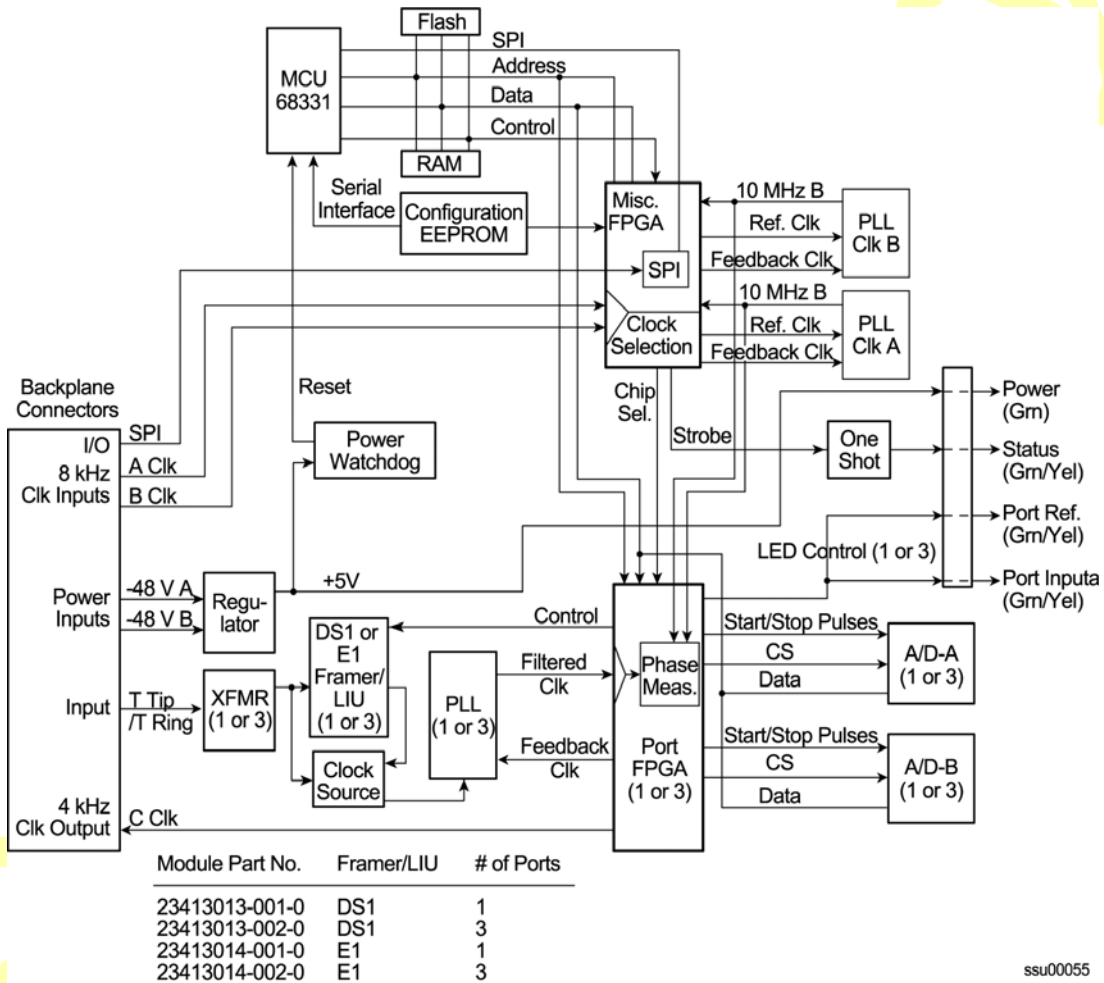 Flash
SPI
MCU
68331
Address
Data
Control
RAM
Serial
Interface
Configuration
EEPROM
Misc.
FPGA
SPI
Clock
Selection
10 MHz B
Ref. Clk
Feedback Clk
PLL
Clk B
10 MHz B
Ref. Clk
Feedback Clk
PLL
Clk A
Backplane
Connectors
Reset
Chip
Sel.
Strobe
One
Shot
Power
(Grn)
Status
(Grn/Yel)
Port Ref.
(Grn/Yel)
Port Inputa
(Grn/Yel)
LED Control (1 or 3)
I/O
SPI
8 kHz
Clk Inputs
A Clk
B Clk
Power
Watchdog
Power
Inputs
-48 V A
-48 V B
Regu-
lator
+5V
Input
T Tip
/T Ring
XFMR
(1 or 3)
DS1 or
E1
Framer/
LIU
(1 or 3)
Clock
Source
PLL
(1 or 3)
Control
Filtered
Clk
Feedback
Clk
Phase
Meas.
Port
FPGA
(1 or 3)
Start/Stop Pulses
CS
Data
A/D-A
(1 or 3)
Start/Stop Pulses
CS
Data
A/D-B
(1 or 3)
4 kHz
Clk Output
C Clk
Module Part No. Framer/LIU # of Ports
23413013-001-0 DS1 1
23413013-002-0 DS1 3
23413014-001-0 E1 1
23413014-002-0 E1 3
ssu00055